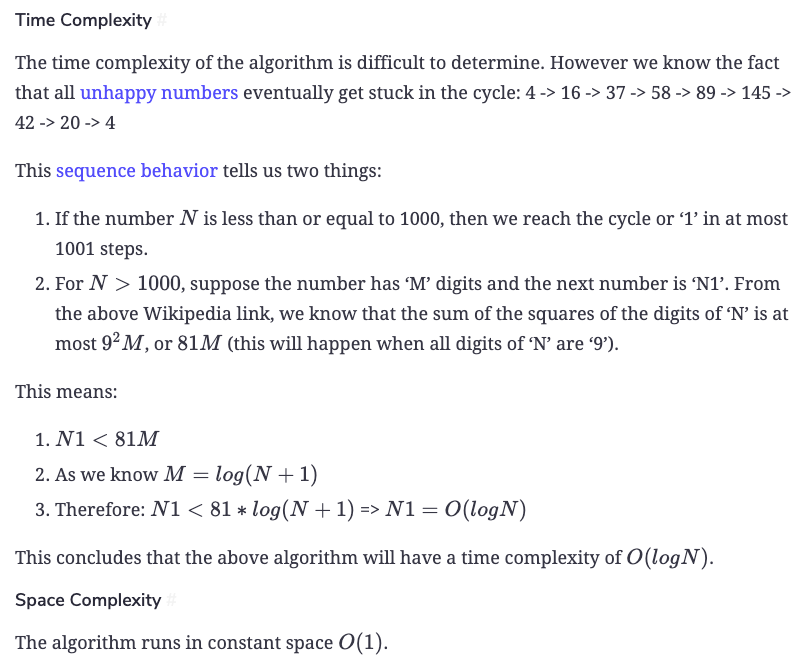 Time Complexity #
The time complexity of the algorithm is difficult to determine. However we know the fact
that all unhappy numbers eventually get stuck in the cycle: 4 -> 16 -> 37 -> 58 -> 89 -> 145 ->
42 -> 20 -> 4
This sequence behavior tells us two things:
1. If the number N is less than or equal to 1000, then we reach the cycle or ‘1’ in at most
1001 steps.
2. For N > 1000, suppose the number has ‘M’ digits and the next number is ‘N1’. From
the above Wikipedia link, we know that the sum of the squares of the digits of ‘N’ is at
most 9²M, or 81M (this will happen when all digits of ‘N’ are ‘9’).
This means:
1. N1 < 81M
2. As we know M = log(N + 1)
3. Therefore: N1 < 81 * log(N + 1) => N1 = O(logN)
This concludes that the above algorithm will have a time complexity of O(logN).
Space Complexity #
The algorithm runs in constant space O(1).